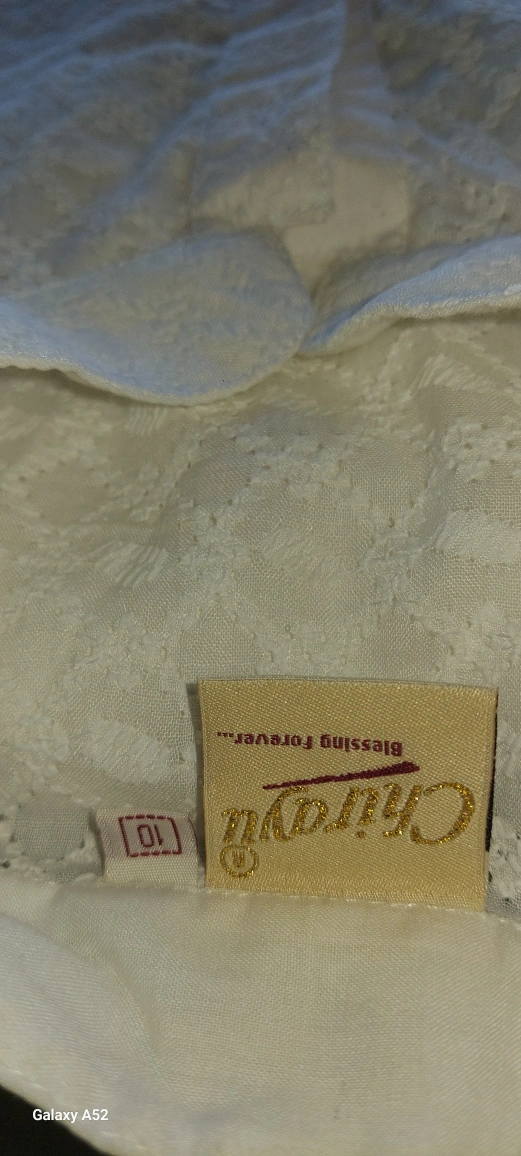 ®
Chirayu
Blessing Forever...
10
Galaxy A52